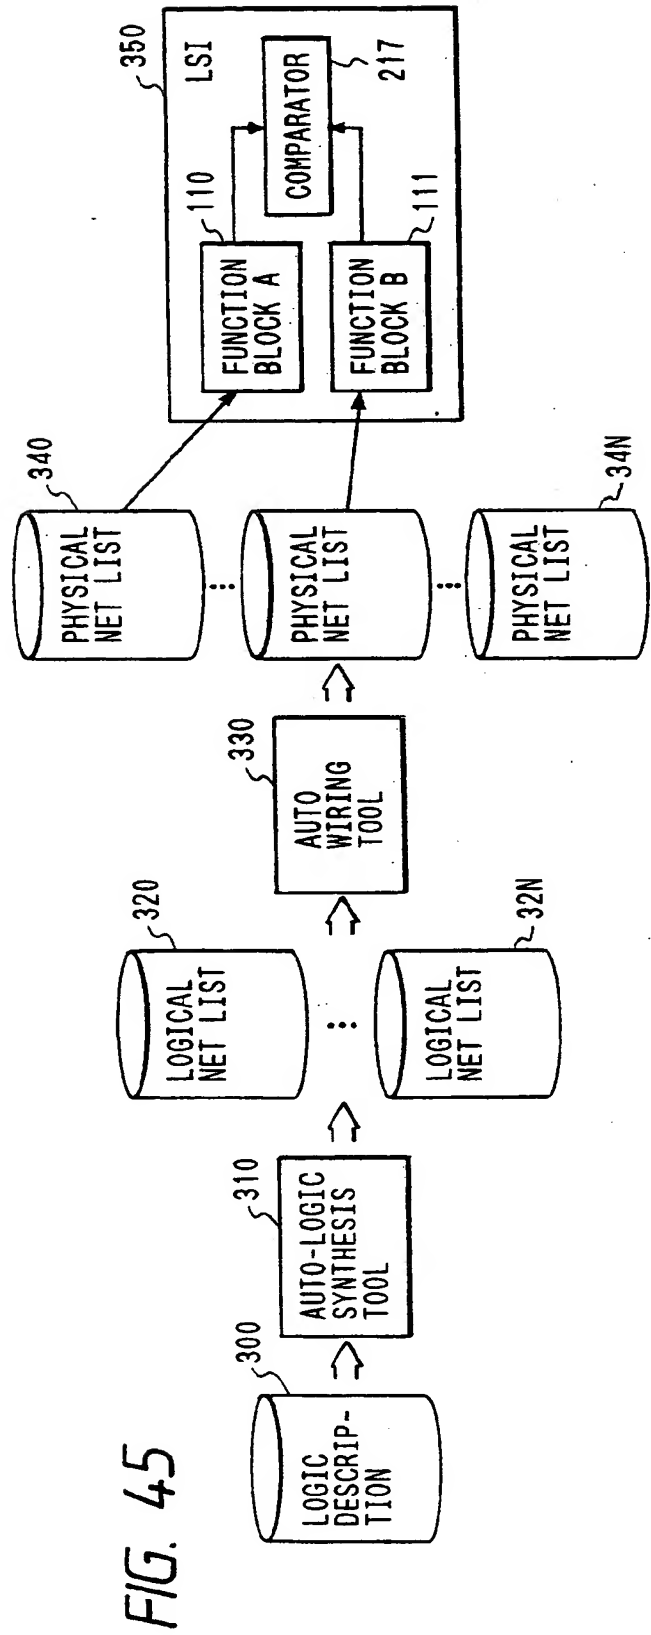 FIG. 45
300
LOGIC
DESCRIP-
TION
310
AUTO-LOGIC
SYNTHESIS
TOOL
320
LOGICAL
NET LIST
LOGICAL
NET LIST
32N
330
AUTO
WIRING
TOOL
340
PHYSICAL
NET LIST
PHYSICAL
NET LIST
PHYSICAL
NET LIST
34N
350
LSI
110
FUNCTION
BLOCK A
COMPARATOR
217
FUNCTION
BLOCK B
111